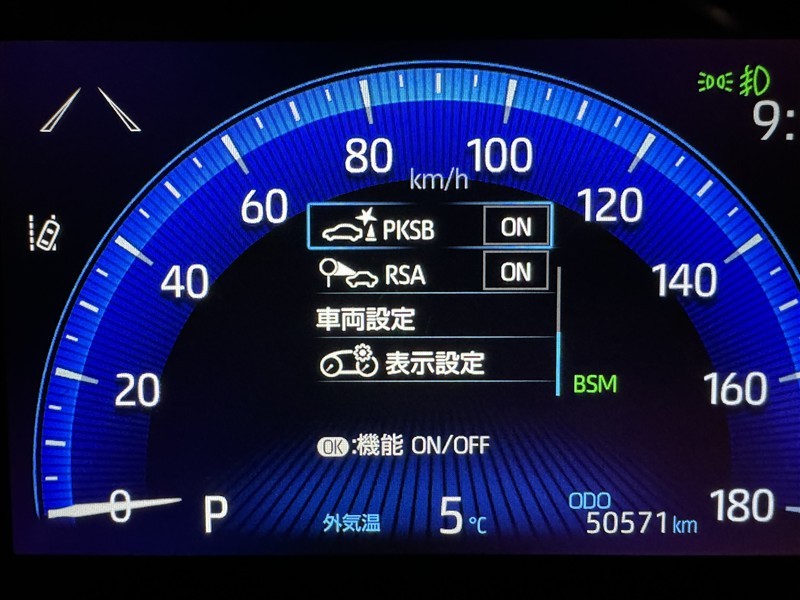 9:
80 100
km/h
60 120
PKSB ON
40 RSA ON 140
車両設定
表示設定
20 BSM 160
OK:機能 ON/OFF
0 P 外気温 5℃ ODO 50571km 180